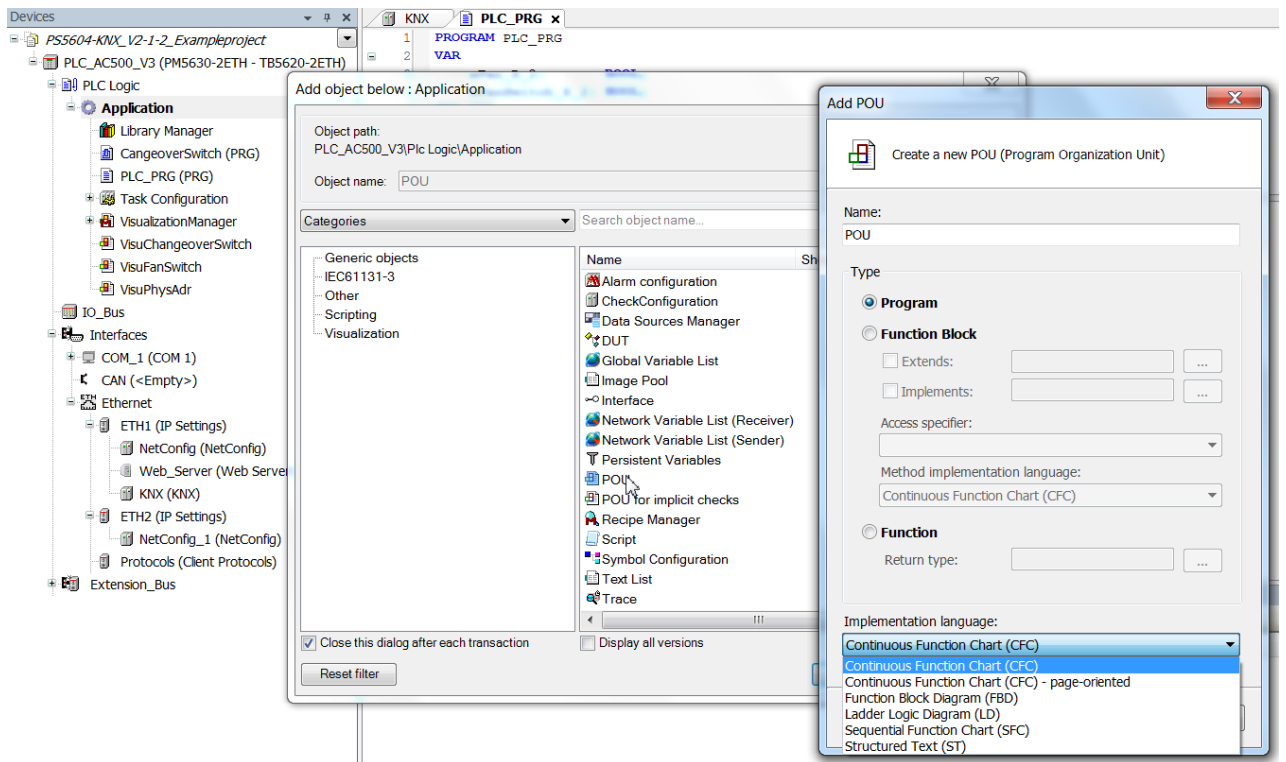 Devices
PS5604-KNX_V2-1-2_Exampleproject
PLC_AC500_V3 (PM5630-2ETH - TB5620-2ETH)
PLC Logic
Application
Library Manager
CangeoverSwitch (PRG)
PLC_PRG (PRG)
Task Configuration
VisualizationManager
VisuChangeoverSwitch
VisuFanSwitch
VisuPhysAdr
IO_Bus
Interfaces
COM_1 (COM 1)
CAN (<Empty>)
Ethernet
ETH1 (IP Settings)
NetConfig (NetConfig)
Web_Server (Web Server
KNX (KNX)
ETH2 (IP Settings)
NetConfig_1 (NetConfig)
Protocols (Client Protocols)
Extension_Bus
KNX
PLC_PRG
1 PROGRAM PLC_PRG
2 VAR
BOOL
Add object below : Application
Object path:
PLC_AC500_V3\Plc Logic\Application
Object name: POU
Categories
Search object name...
Generic objects
IEC61131-3
Other
Scripting
Visualization
Name Sh
Alarm configuration
CheckConfiguration
Data Sources Manager
DUT
Global Variable List
Image Pool
Interface
Network Variable List (Receiver)
Network Variable List (Sender)
Persistent Variables
POU
POU for implicit checks
Recipe Manager
Script
Symbol Configuration
Text List
Trace
Close this dialog after each transaction
Display all versions
Reset filter
Add POU
Create a new POU (Program Organization Unit)
Name:
POU
Type
Program
Function Block
Extends: ...
Implements: ...
Access specifier:
Method implementation language:
Continuous Function Chart (CFC)
Function
Return type: ...
Implementation language:
Continuous Function Chart (CFC)
Continuous Function Chart (CFC)
Continuous Function Chart (CFC) - page-oriented
Function Block Diagram (FBD)
Ladder Logic Diagram (LD)
Sequential Function Chart (SFC)
Structured Text (ST)